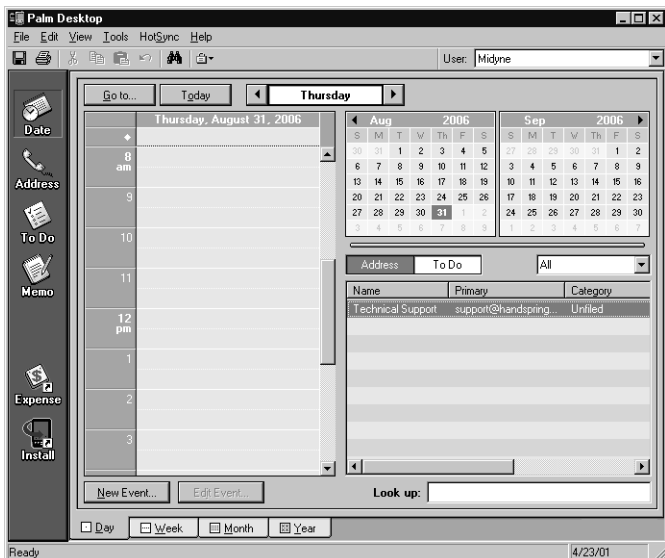 Palm Desktop
File Edit View Tools HotSync Help
User: Midyne
Go to... Today Thursday
Date
Address
To Do
Memo
Expense
Install
Thursday, August 31, 2006
8 am
9
10
11
12 pm
1
2
3
Aug 2006
S M T W Th F S
30 31 1 2 3 4 5
6 7 8 9 10 11 12
13 14 15 16 17 18 19
20 21 22 23 24 25 26
27 28 29 30 31 1 2
3 4 5 6 7 8 9
Sep 2006
S M T W Th F S
27 28 29 30 31 1 2
3 4 5 6 7 8 9
10 11 12 13 14 15 16
17 18 19 20 21 22 23
24 25 26 27 28 29 30
1 2 3 4 5 6 7
Address To Do All
Name Primary Category
Technical Support support@handspring... Unfiled
New Event... Edit Event... Look up:
Day Week Month Year
Ready 4/23/01